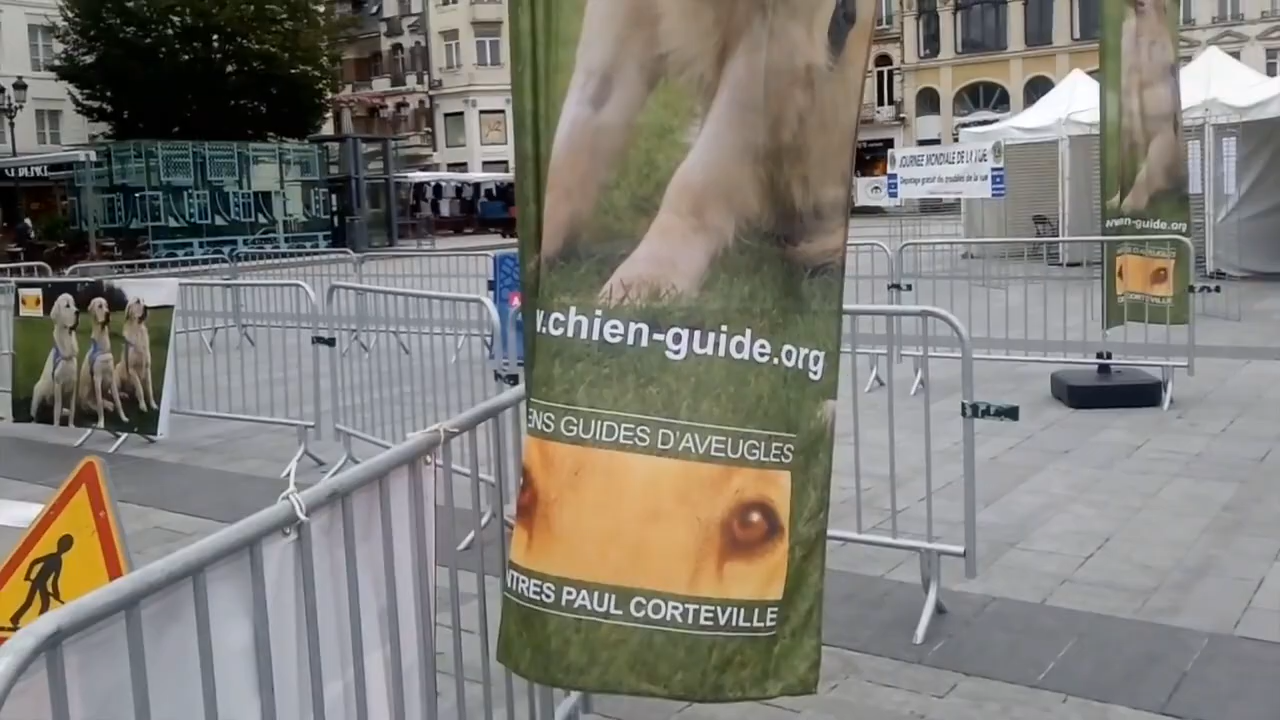 JOURNEE MONDIALE DE LA VUE
Dépistage gratuit des troubles de la vue
www.chien-guide.org
CORTEVILLE
w.chien-guide.org
ENS GUIDES D'AVEUGLES
NTRES PAUL CORTEVILLE